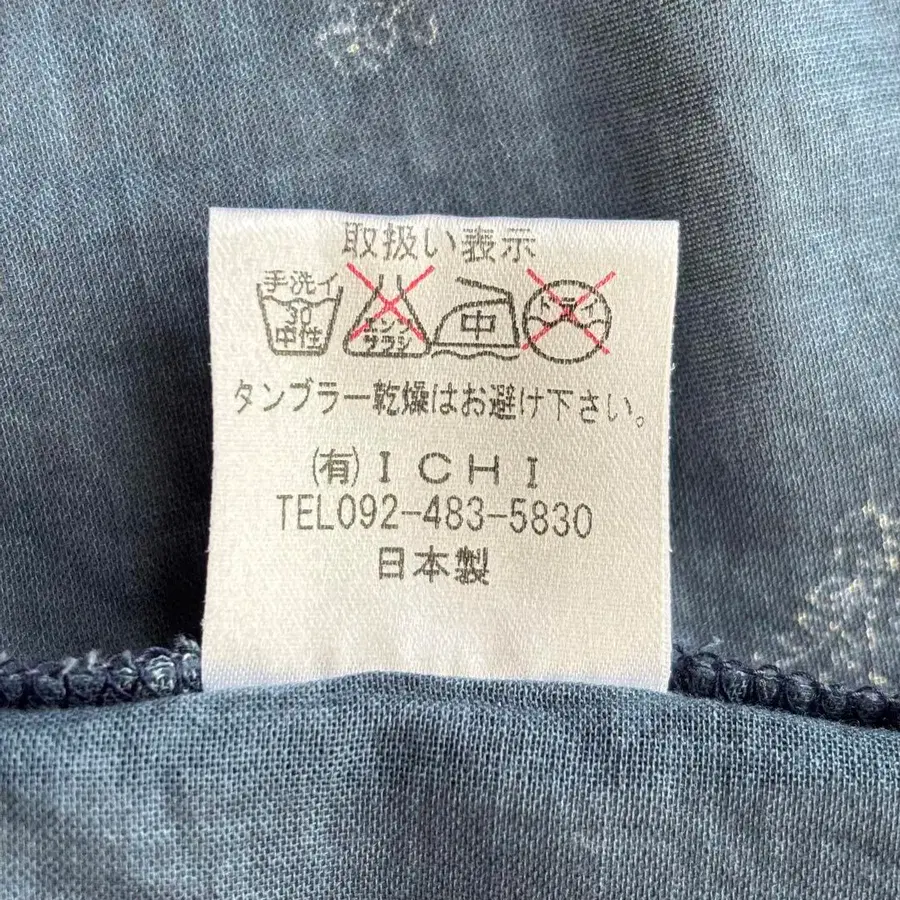 取扱い表示
手洗イ
30
中性
エンソ
サラシ
中
ドライ
タンブラー乾燥はお避け下さい。
(有)ICHI
TEL092-483-5830
日本製